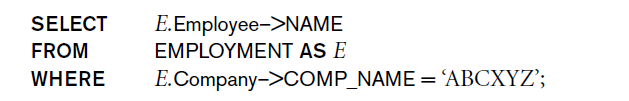 SELECT E.Employee–>NAME
FROM EMPLOYMENT AS E
WHERE E.Company–>COMP_NAME = ‘ABCXYZ’;